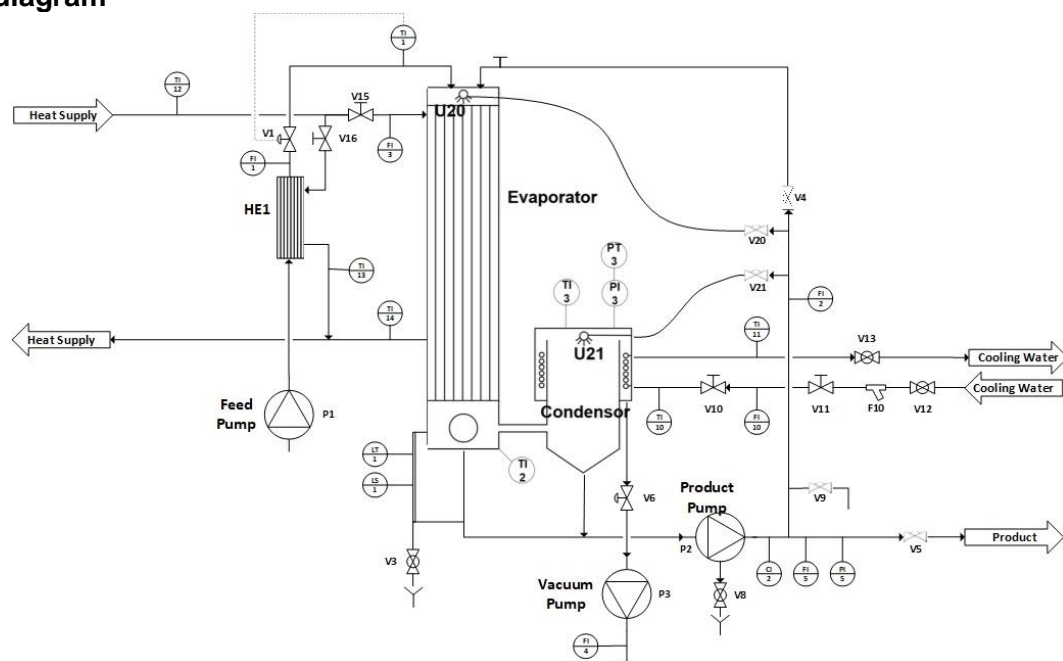 diagram
TI
1
TI
12
Heat Supply
V15
U20
V1
V16
FI
3
FI
1
HE1
Evaporator
V4
V20
TI
13
PT
3
TI
3
PI
3
V21
FI
2
TI
14
Heat Supply
U21
TI
11
V13
Cooling Water
Cooling Water
Feed
Pump
P1
Condensor
TI
10
V10
FI
10
V11
F10
V12
LT
1
LS
1
TI
2
V6
Product
Pump
V9
P2
V5
Product
V3
CI
2
FI
5
PI
5
Vacuum
Pump
P3
V8
FI
4